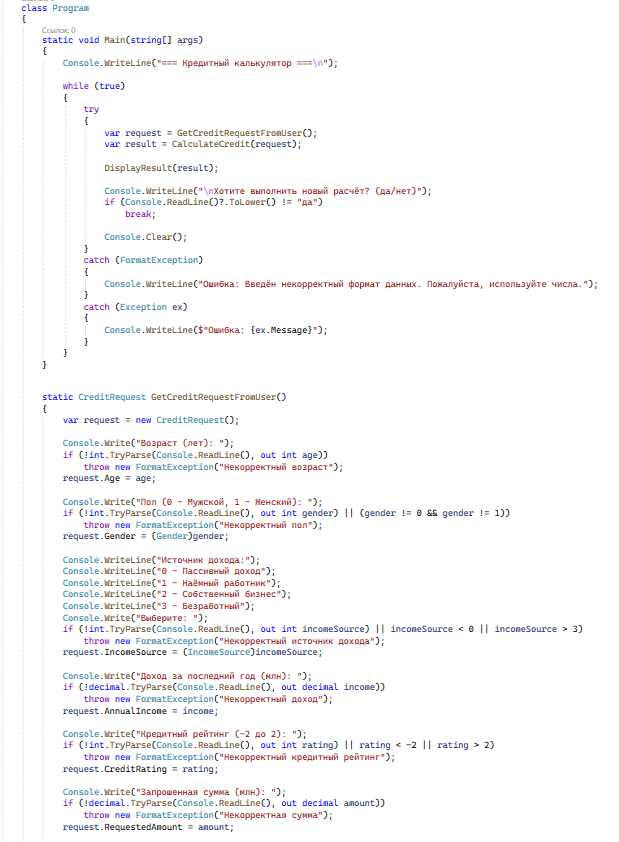 class Program
{
Ссылок: 0
static void Main(string[] args)
{
Console.WriteLine("=== Кредитный калькулятор ===\n");
while (true)
{
try
{
var request = GetCreditRequestFromUser();
var result = CalculateCredit(request);
DisplayResult(result);
Console.WriteLine("\nХотите выполнить новый расчёт? (да/нет)");
if (Console.ReadLine()?.ToLower() != "да")
break;
Console.Clear();
}
catch (FormatException)
{
Console.WriteLine("Ошибка: Введён некорректный формат данных. Пожалуйста, используйте числа.");
}
catch (Exception ex)
{
Console.WriteLine($"Ошибка: {ex.Message}");
}
}
}
static CreditRequest GetCreditRequestFromUser()
{
var request = new CreditRequest();
Console.Write("Возраст (лет): ");
if (!int.TryParse(Console.ReadLine(), out int age))
throw new FormatException("Некорректный возраст");
request.Age = age;
Console.Write("Пол (0 - Мужской, 1 - Женский): ");
if (!int.TryParse(Console.ReadLine(), out int gender) || (gender != 0 && gender != 1))
throw new FormatException("Некорректный пол");
request.Gender = (Gender)gender;
Console.WriteLine("Источник дохода:");
Console.WriteLine("0 - Пассивный доход");
Console.WriteLine("1 - Наёмный работник");
Console.WriteLine("2 - Собственный бизнес");
Console.WriteLine("3 - Безработный");
Console.Write("Выберите: ");
if (!int.TryParse(Console.ReadLine(), out int incomeSource) || incomeSource < 0 || incomeSource > 3)
throw new FormatException("Некорректный источник дохода");
request.IncomeSource = (IncomeSource)incomeSource;
Console.Write("Доход за последний год (млн): ");
if (!decimal.TryParse(Console.ReadLine(), out decimal income))
throw new FormatException("Некорректный доход");
request.AnnualIncome = income;
Console.Write("Кредитный рейтинг (-2 до 2): ");
if (!int.TryParse(Console.ReadLine(), out int rating) || rating < -2 || rating > 2)
throw new FormatException("Некорректный кредитный рейтинг");
request.CreditRating = rating;
Console.Write("Запрошенная сумма (млн): ");
if (!decimal.TryParse(Console.ReadLine(), out decimal amount))
throw new FormatException("Некорректная сумма");
request.RequestedAmount = amount;